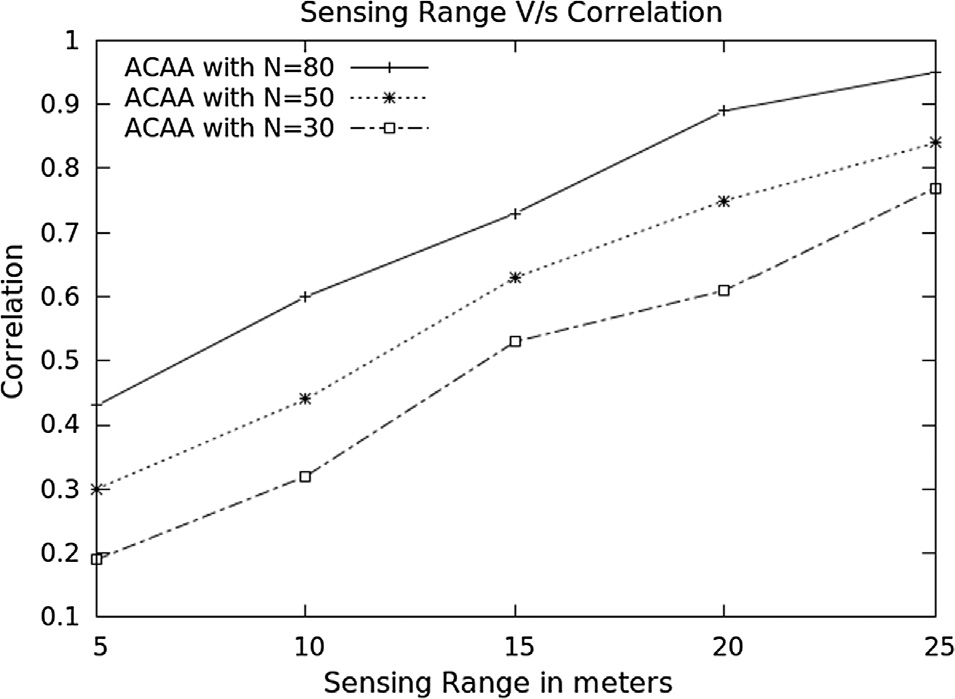 Sensing Range V/s Correlation
ACAA with N=80
ACAA with N=50
ACAA with N=30
1
0.9
0.8
0.7
0.6
0.5
0.4
0.3
0.2
0.1
Correlation
5 10 15 20 25
Sensing Range in meters